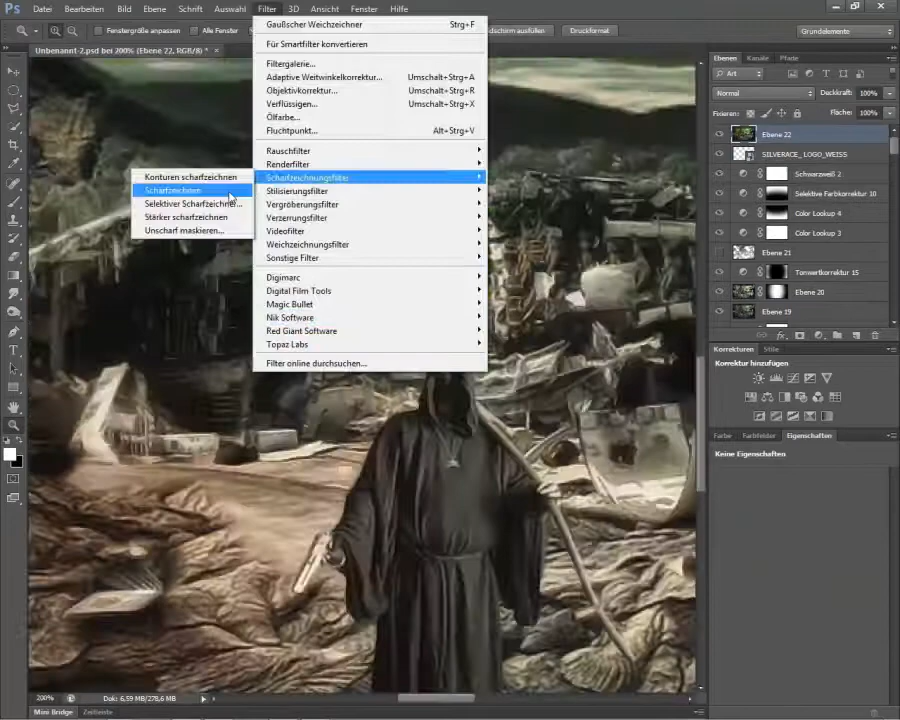 Ps Datei Bearbeiten Bild Ebene Schrift Auswahl Filter 3D Ansicht Fenster Hilfe
Fenstergröße anpassen Alle Fenster
dschirm ausfüllen Druckformat Grundelemente
Unbenannt-2.psd bei 200% (Ebene 22, RGB/8) * ×
Gaußscher Weichzeichner Strg+F
Für Smartfilter konvertieren
Filtergalerie...
Adaptive Weitwinkelkorrektur... Umschalt+Strg+A
Objektivkorrektur... Umschalt+Strg+R
Verflüssigen... Umschalt+Strg+X
Ölfarbe...
Fluchtpunkt... Alt+Strg+V
Rauschfilter
Renderfilter
Scharfzeichnungsfilter
Stilisierungsfilter
Vergröberungsfilter
Verzerrungsfilter
Videofilter
Weichzeichnungsfilter
Sonstige Filter
Digimarc
Digital Film Tools
Magic Bullet
Nik Software
Red Giant Software
Topaz Labs
Filter online durchsuchen...
Konturen scharfzeichnen
Scharfzeichnen
Selektiver Scharfzeichner...
Stärker scharfzeichnen
Unscharf maskieren...
Ebenen Kanäle Pfade
Art
Normal Deckkraft: 100%
Fixieren: Fläche: 100%
Ebene 22
SILVERACE_LOGO_WEISS
Schwarzweiß 2
Selektive Farbkorrektur 10
Color Lookup 4
Color Lookup 3
Ebene 21
Tonwertkorrektur 15
Ebene 20
Ebene 19
Korrekturen Stile
Korrektur hinzufügen
Farbe Farbfelder Eigenschaften
Keine Eigenschaften
200% Dok: 6,59 MB/278,6 MB
Mini Bridge Zeitleiste